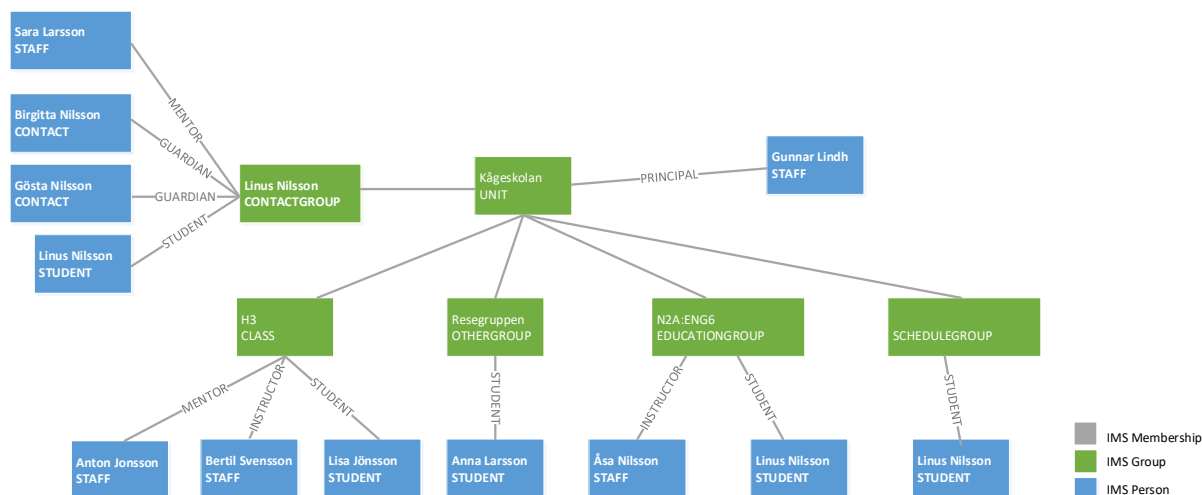 Sara Larsson
STAFF
MENTOR
Birgitta Nilsson
CONTACT
GUARDIAN
Gösta Nilsson
CONTACT
GUARDIAN
Linus Nilsson
STUDENT
STUDENT
Linus Nilsson
CONTACTGROUP
Kågeskolan
UNIT
PRINCIPAL
Gunnar Lindh
STAFF
H3
CLASS
Resegruppen
OTHERGROUP
N2A:ENG6
EDUCATIONGROUP
SCHEDULEGROUP
MENTOR
INSTRUCTOR
STUDENT
STUDENT
INSTRUCTOR
STUDENT
STUDENT
Anton Jonsson
STAFF
Bertil Svensson
STAFF
Lisa Jönsson
STUDENT
Anna Larsson
STUDENT
Åsa Nilsson
STAFF
Linus Nilsson
STUDENT
Linus Nilsson
STUDENT
IMS Membership
IMS Group
IMS Person